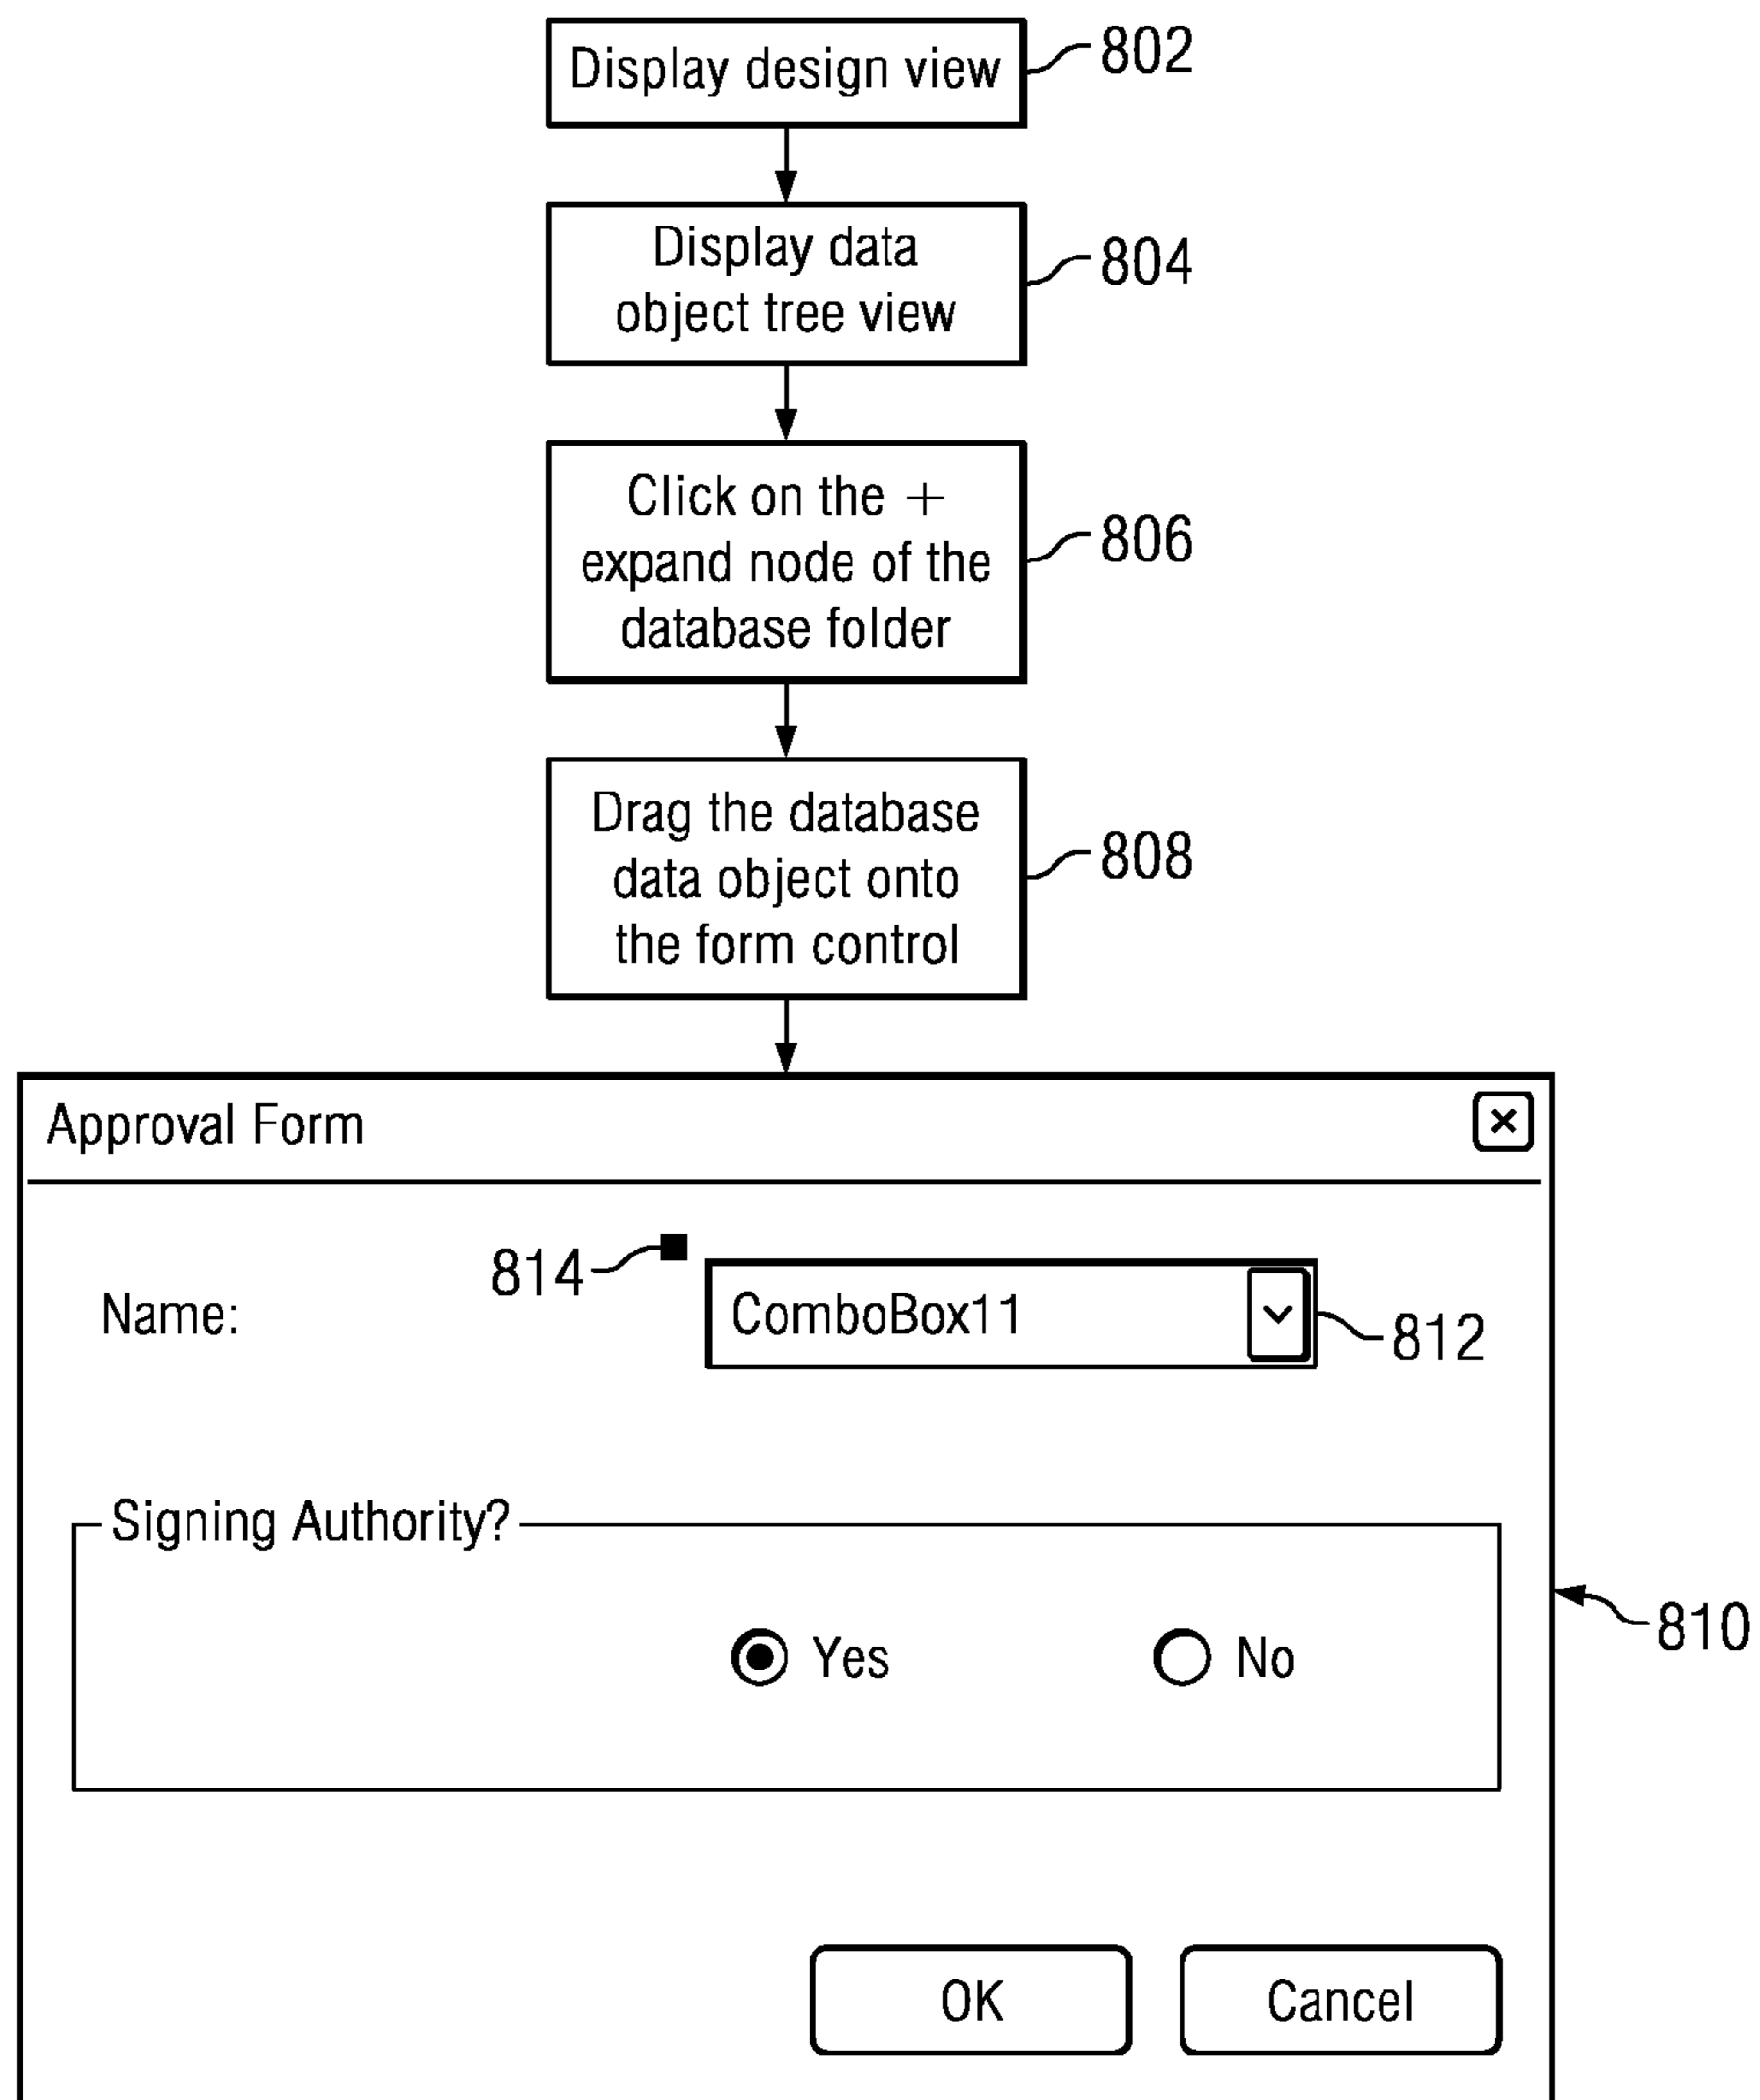 Display design view
802
Display data
object tree view
804
Click on the +
expand node of the
database folder
806
Drag the database
data object onto
the form control
808
Approval Form
814
Name:
ComboBox11
812
Signing Authority?
Yes
No
810
OK
Cancel